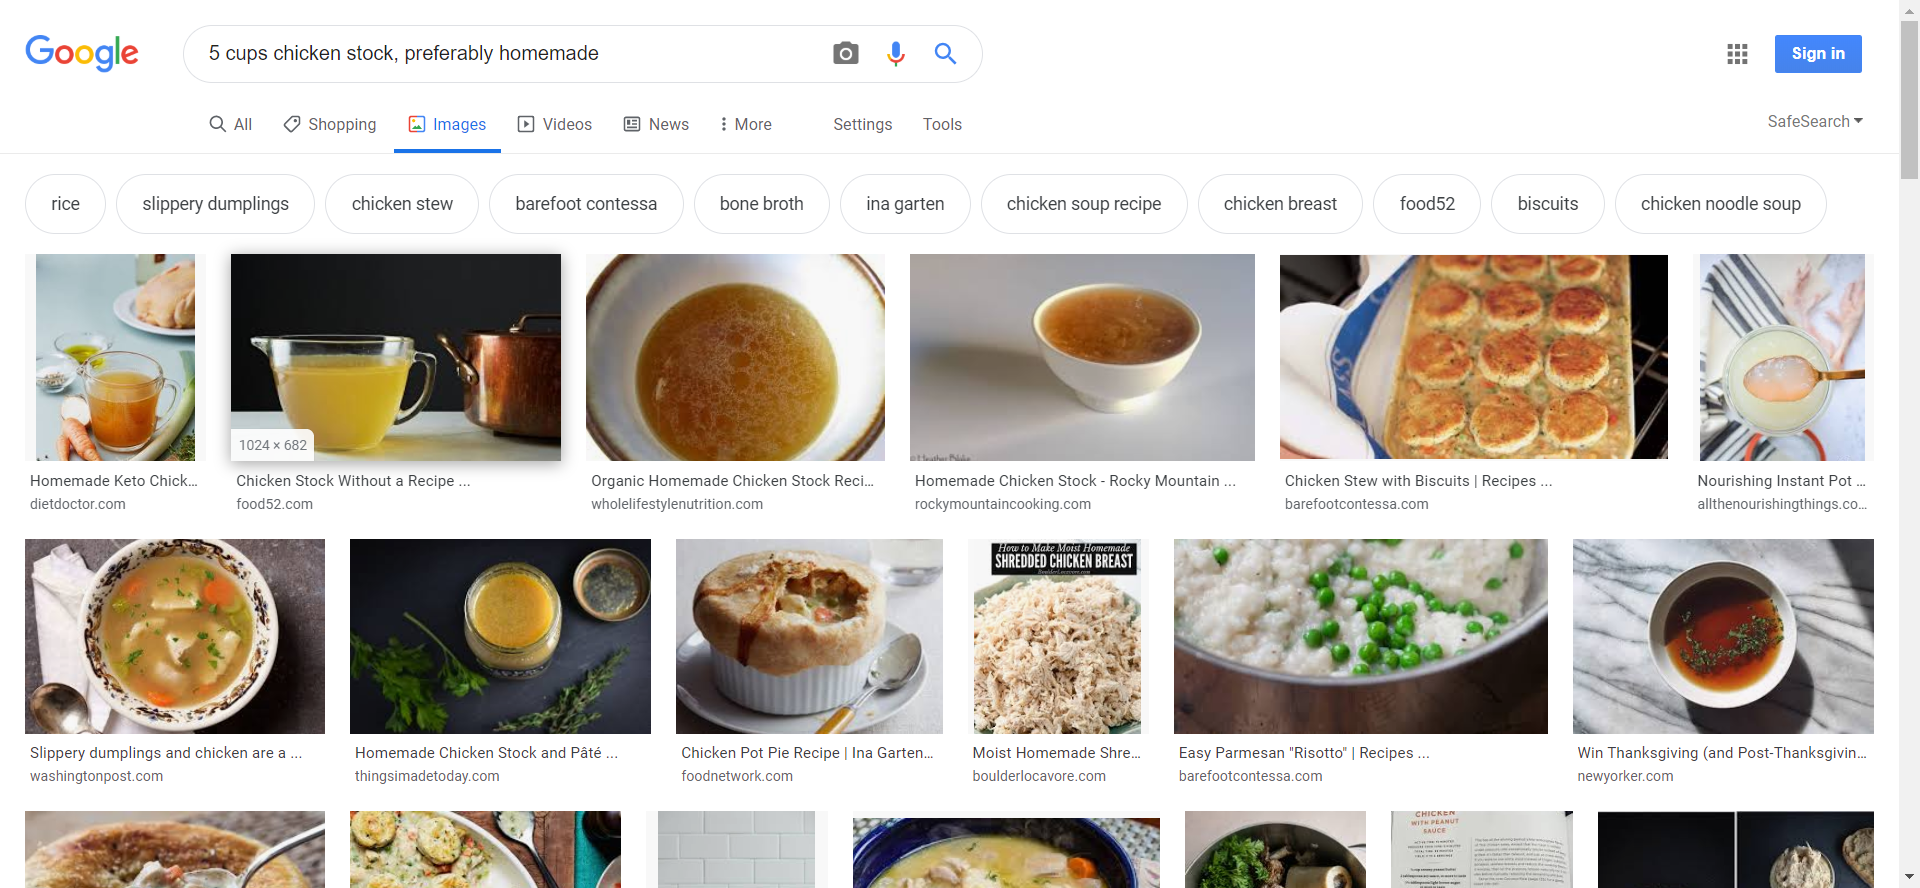 Google
5 cups chicken stock, preferably homemade
Sign in
All
Shopping
Images
Videos
News
More
Settings
Tools
SafeSearch
rice
slippery dumplings
chicken stew
barefoot contessa
bone broth
ina garten
chicken soup recipe
chicken breast
food52
biscuits
chicken noodle soup
1024 × 682
© Heather Blake
Homemade Keto Chick...
dietdoctor.com
Chicken Stock Without a Recipe ...
food52.com
Organic Homemade Chicken Stock Reci...
wholelifestylenutrition.com
Homemade Chicken Stock - Rocky Mountain ...
rockymountaincooking.com
Chicken Stew with Biscuits | Recipes ...
barefootcontessa.com
Nourishing Instant Pot ...
allthenourishingthings.co...
How to Make Moist Homemade
SHREDDED CHICKEN BREAST
BoulderLocavore.com
Slippery dumplings and chicken are a ...
washingtonpost.com
Homemade Chicken Stock and Pâté ...
thingsimadetoday.com
Chicken Pot Pie Recipe | Ina Garten...
foodnetwork.com
Moist Homemade Shre...
boulderlocavore.com
Easy Parmesan "Risotto" | Recipes ...
barefootcontessa.com
Win Thanksgiving (and Post-Thanksgivin...
newyorker.com
CHICKEN
WITH PEANUT
SAUCE